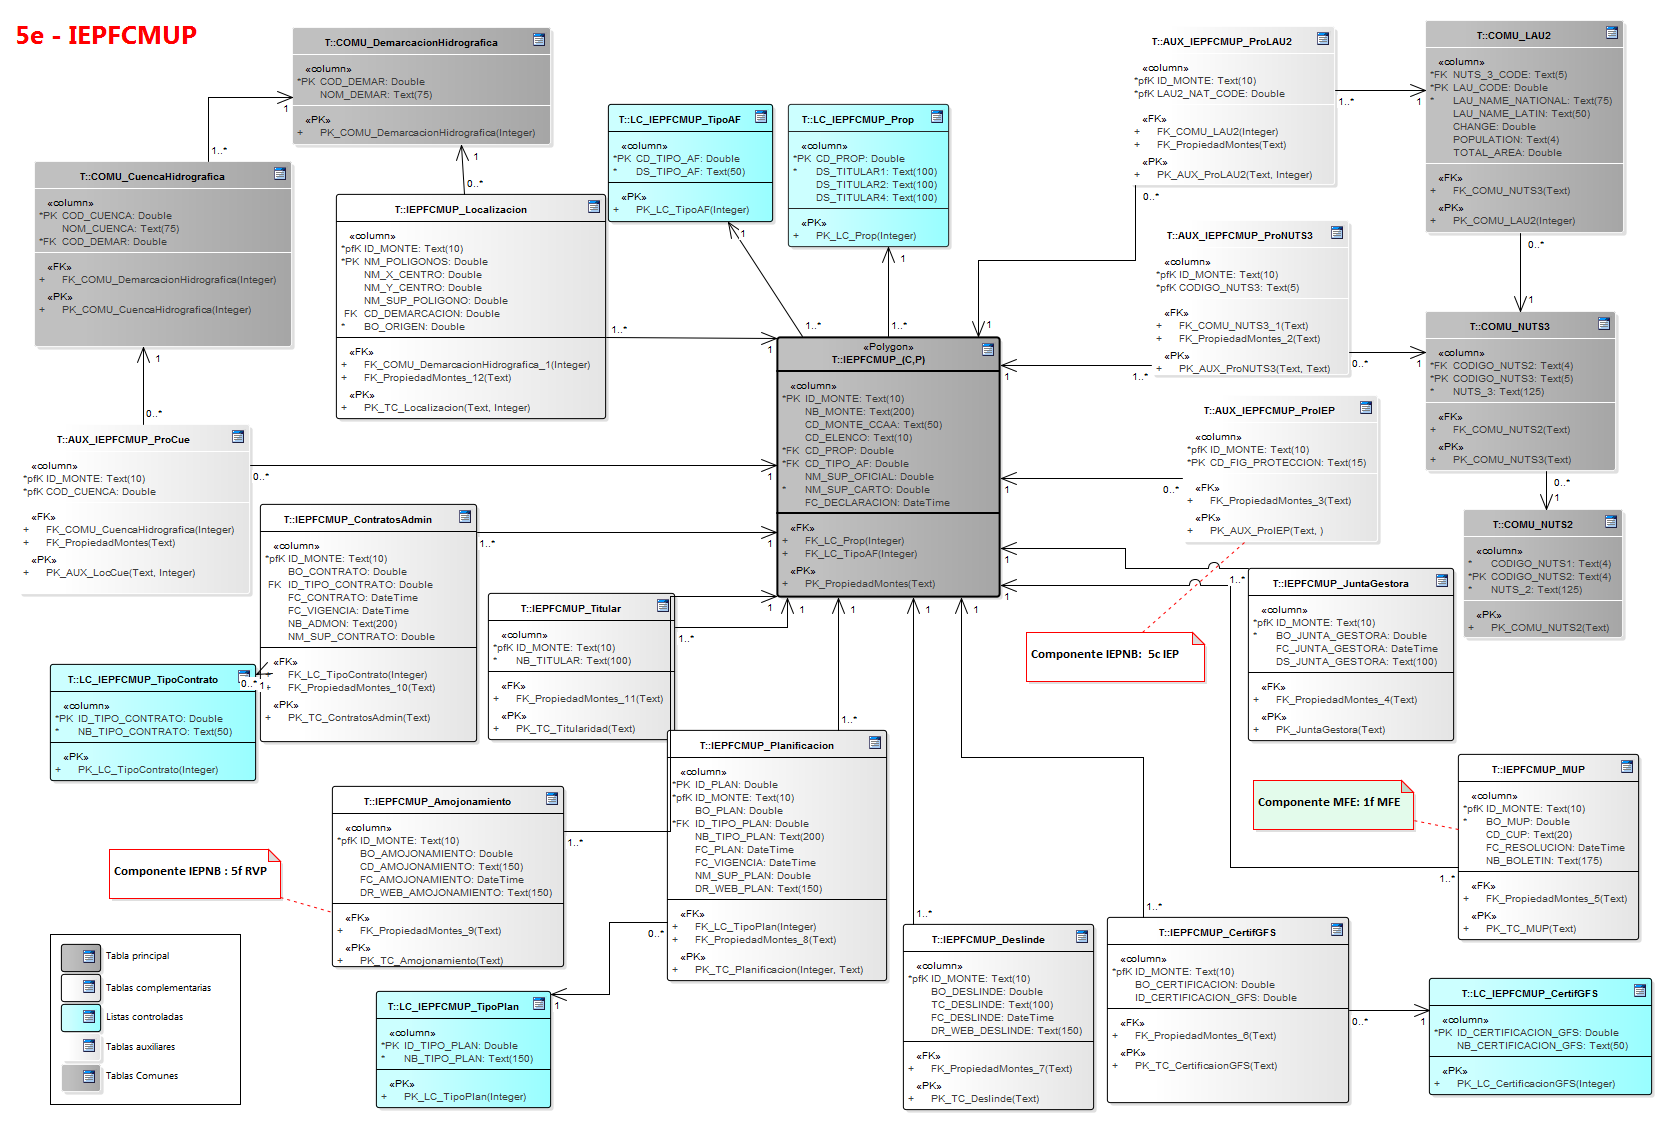 5e - IEPFCMUP
T::COMU_DemarcacionHidrografica
«column»
*PK COD_DEMAR: Double
NOM_DEMAR: Text(75)
«PK»
+ PK_COMU_DemarcacionHidrografica(Integer)
1
1..*
1
0..*
T::COMU_CuencaHidrografica
«column»
*PK COD_CUENCA: Double
NOM_CUENCA: Text(75)
*FK COD_DEMAR: Double
«FK»
+ FK_COMU_DemarcacionHidrografica(Integer)
«PK»
+ PK_COMU_CuencaHidrografica(Integer)
1
0..*
T::IEPFCMUP_Localizacion
«column»
*pfK ID_MONTE: Text(10)
*PK NM_POLIGONOS: Double
NM_X_CENTRO: Double
NM_Y_CENTRO: Double
NM_SUP_POLIGONO: Double
FK CD_DEMARCACION: Double
* BO_ORIGEN: Double
«FK»
+ FK_COMU_DemarcacionHidrografica_1(Integer)
+ FK_PropiedadMontes_12(Text)
«PK»
+ PK_TC_Localizacion(Text, Integer)
1..*
1
T::LC_IEPFCMUP_TipoAF
«column»
*PK CD_TIPO_AF: Double
* DS_TIPO_AF: Text(50)
«PK»
+ PK_LC_TipoAF(Integer)
1
1..*
T::LC_IEPFCMUP_Prop
«column»
*PK CD_PROP: Double
* DS_TITULAR1: Text(100)
DS_TITULAR2: Text(100)
DS_TITULAR4: Text(100)
«PK»
+ PK_LC_Prop(Integer)
1
1..*
T::AUX_IEPFCMUP_ProLAU2
«column»
*pfK ID_MONTE: Text(10)
*pfK LAU2_NAT_CODE: Double
«FK»
+ FK_COMU_LAU2(Integer)
+ FK_PropiedadMontes(Text)
«PK»
+ PK_AUX_ProLAU2(Text, Integer)
1..*
1
0..*
1
T::COMU_LAU2
«column»
*FK NUTS_3_CODE: Text(5)
*PK LAU_CODE: Double
* LAU_NAME_NATIONAL: Text(75)
LAU_NAME_LATIN: Text(50)
CHANGE: Double
POPULATION: Text(4)
TOTAL_AREA: Double
«FK»
+ FK_COMU_NUTS3(Text)
«PK»
+ PK_COMU_LAU2(Integer)
0..*
1
T::AUX_IEPFCMUP_ProNUTS3
«column»
*pfK ID_MONTE: Text(10)
*pfK CODIGO_NUTS3: Text(5)
«FK»
+ FK_COMU_NUTS3_1(Text)
+ FK_PropiedadMontes_2(Text)
«PK»
+ PK_AUX_ProNUTS3(Text, Text)
0..*
1
1..*
1
T::COMU_NUTS3
«column»
*FK CODIGO_NUTS2: Text(4)
*PK CODIGO_NUTS3: Text(5)
* NUTS_3: Text(125)
«FK»
+ FK_COMU_NUTS2(Text)
«PK»
+ PK_COMU_NUTS3(Text)
0..*
1
T::COMU_NUTS2
«column»
* CODIGO_NUTS1: Text(4)
*PK CODIGO_NUTS2: Text(4)
* NUTS_2: Text(125)
«PK»
+ PK_COMU_NUTS2(Text)
«Polygon»
T::IEPFCMUP_(C,P)
«column»
*PK ID_MONTE: Text(10)
NB_MONTE: Text(200)
CD_MONTE_CCAA: Text(50)
CD_ELENCO: Text(10)
*FK CD_PROP: Double
*FK CD_TIPO_AF: Double
NM_SUP_OFICIAL: Double
* NM_SUP_CARTO: Double
FC_DECLARACION: DateTime
«FK»
+ FK_LC_Prop(Integer)
+ FK_LC_TipoAF(Integer)
«PK»
+ PK_PropiedadMontes(Text)
T::AUX_IEPFCMUP_ProIEP
«column»
*pfK ID_MONTE: Text(10)
*PK CD_FIG_PROTECCION: Text(15)
«FK»
+ FK_PropiedadMontes_3(Text)
«PK»
+ PK_AUX_ProIEP(Text, )
0..*
1
Componente IEPNB:  5c IEP
T::AUX_IEPFCMUP_ProCue
«column»
*pfK ID_MONTE: Text(10)
*pfK COD_CUENCA: Double
«FK»
+ FK_COMU_CuencaHidrografica(Integer)
+ FK_PropiedadMontes(Text)
«PK»
+ PK_AUX_LocCue(Text, Integer)
0..*
1
T::IEPFCMUP_ContratosAdmin
«column»
*pfK ID_MONTE: Text(10)
BO_CONTRATO: Double
FK ID_TIPO_CONTRATO: Double
FC_CONTRATO: DateTime
FC_VIGENCIA: DateTime
NB_ADMON: Text(200)
NM_SUP_CONTRATO: Double
«FK»
+ FK_LC_TipoContrato(Integer)
+ FK_PropiedadMontes_10(Text)
«PK»
+ PK_TC_ContratosAdmin(Text)
1..*
1
0..*
1
T::LC_IEPFCMUP_TipoContrato
«column»
*PK ID_TIPO_CONTRATO: Double
* NB_TIPO_CONTRATO: Text(50)
«PK»
+ PK_LC_TipoContrato(Integer)
T::IEPFCMUP_Titular
«column»
*pfK ID_MONTE: Text(10)
* NB_TITULAR: Text(100)
«FK»
+ FK_PropiedadMontes_11(Text)
«PK»
+ PK_TC_Titularidad(Text)
1..*
1
1
1
1
1
T::IEPFCMUP_JuntaGestora
«column»
*pfK ID_MONTE: Text(10)
* BO_JUNTA_GESTORA: Double
FC_JUNTA_GESTORA: DateTime
DS_JUNTA_GESTORA: Text(100)
«FK»
+ FK_PropiedadMontes_4(Text)
«PK»
+ PK_JuntaGestora(Text)
1..*
1
1
T::IEPFCMUP_Planificacion
«column»
*PK ID_PLAN: Double
*pfK ID_MONTE: Text(10)
BO_PLAN: Double
*FK ID_TIPO_PLAN: Double
NB_TIPO_PLAN: Text(200)
FC_PLAN: DateTime
FC_VIGENCIA: DateTime
NM_SUP_PLAN: Double
DR_WEB_PLAN: Text(150)
«FK»
+ FK_LC_TipoPlan(Integer)
+ FK_PropiedadMontes_8(Text)
«PK»
+ PK_TC_Planificacion(Integer, Text)
1..*
0..*
1
T::IEPFCMUP_Amojonamiento
«column»
*pfK ID_MONTE: Text(10)
BO_AMOJONAMIENTO: Double
CD_AMOJONAMIENTO: Text(150)
FC_AMOJONAMIENTO: DateTime
DR_WEB_AMOJONAMIENTO: Text(150)
«FK»
+ FK_PropiedadMontes_9(Text)
«PK»
+ PK_TC_Amojonamiento(Text)
1..*
Componente IEPNB : 5f RVP
T::LC_IEPFCMUP_TipoPlan
«column»
*PK ID_TIPO_PLAN: Double
* NB_TIPO_PLAN: Text(150)
«PK»
+ PK_LC_TipoPlan(Integer)
T::IEPFCMUP_Deslinde
«column»
*pfK ID_MONTE: Text(10)
BO_DESLINDE: Double
TC_DESLINDE: Text(100)
FC_DESLINDE: DateTime
DR_WEB_DESLINDE: Text(150)
«FK»
+ FK_PropiedadMontes_7(Text)
«PK»
+ PK_TC_Deslinde(Text)
1..*
T::IEPFCMUP_CertifGFS
«column»
*pfK ID_MONTE: Text(10)
BO_CERTIFICACION: Double
ID_CERTIFICACION_GFS: Double
«FK»
+ FK_PropiedadMontes_6(Text)
«PK»
+ PK_TC_CertificaionGFS(Text)
1..*
0..*
1
T::LC_IEPFCMUP_CertifGFS
«column»
*PK ID_CERTIFICACION_GFS: Double
NB_CERTIFICACION_GFS: Text(50)
«PK»
+ PK_LC_CertificacionGFS(Integer)
Componente MFE: 1f MFE
T::IEPFCMUP_MUP
«column»
*pfK ID_MONTE: Text(10)
* BO_MUP: Double
CD_CUP: Text(20)
FC_RESOLUCION: DateTime
NB_BOLETIN: Text(175)
«FK»
+ FK_PropiedadMontes_5(Text)
«PK»
+ PK_TC_MUP(Text)
1..*
Tabla principal
Tablas complementarias
Listas controladas
Tablas auxiliares
Tablas Comunes